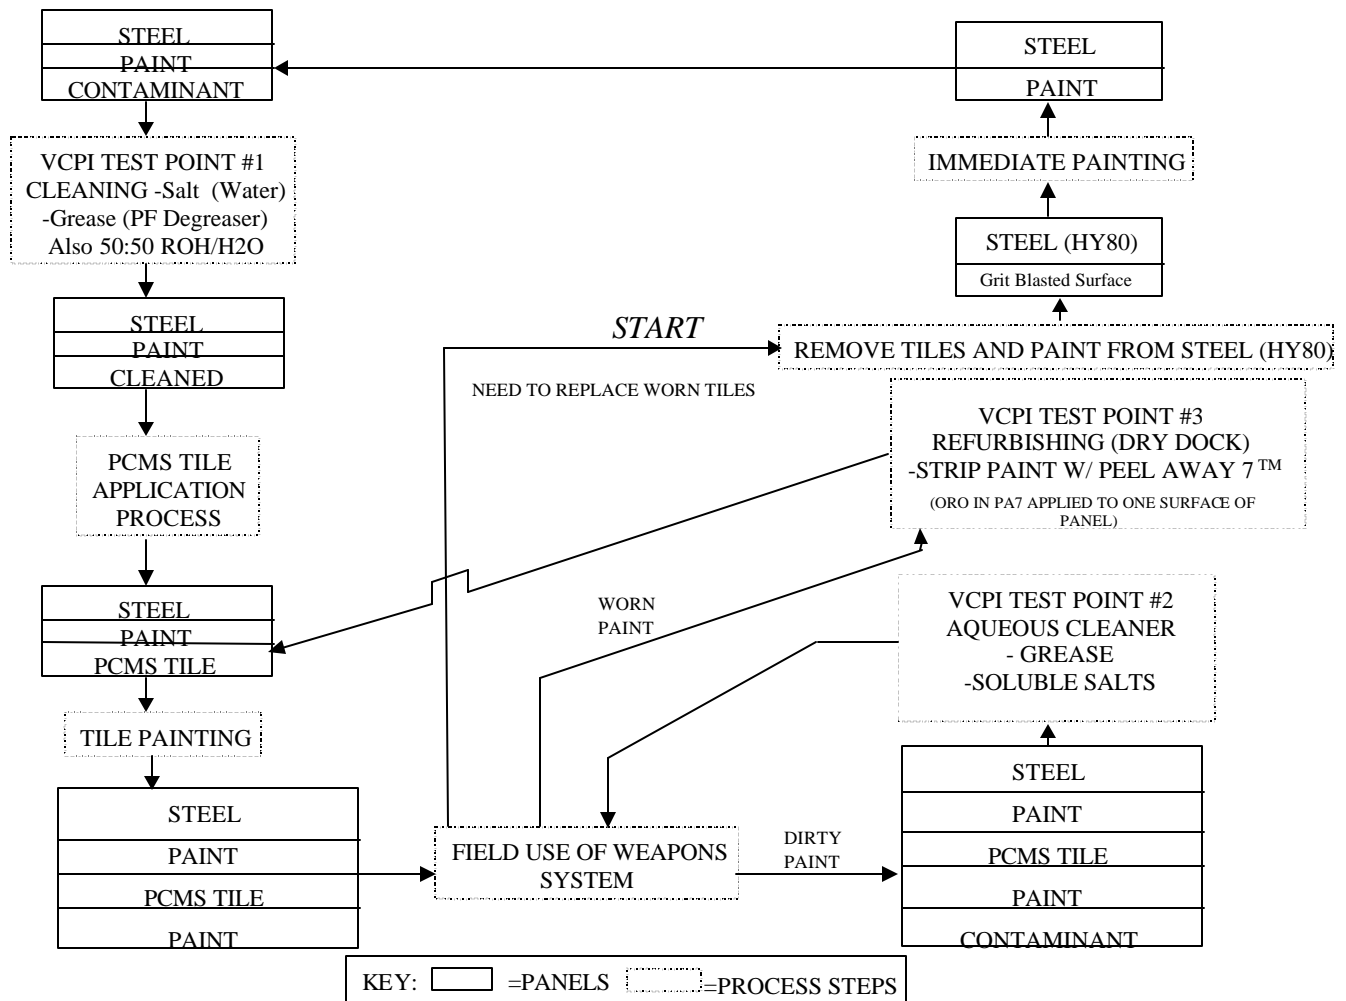 STEEL
PAINT
CONTAMINANT
VCPI TEST POINT #1
CLEANING -Salt (Water)
-Grease (PF Degreaser)
Also 50:50 ROH/H2O
STEEL
PAINT
CLEANED
PCMS TILE
APPLICATION
PROCESS
STEEL
PAINT
PCMS TILE
TILE PAINTING
STEEL
PAINT
PCMS TILE
PAINT
STEEL
PAINT
IMMEDIATE PAINTING
STEEL (HY80)
Grit Blasted Surface
START
REMOVE TILES AND PAINT FROM STEEL (HY80)
NEED TO REPLACE WORN TILES
VCPI TEST POINT #3
REFURBISHING (DRY DOCK)
-STRIP PAINT W/ PEEL AWAY 7 TM
(ORO IN PA7 APPLIED TO ONE SURFACE OF
PANEL)
WORN
PAINT
VCPI TEST POINT #2
AQUEOUS CLEANER
- GREASE
-SOLUBLE SALTS
FIELD USE OF WEAPONS
SYSTEM
DIRTY
PAINT
STEEL
PAINT
PCMS TILE
PAINT
CONTAMINANT
KEY: =PANELS =PROCESS STEPS